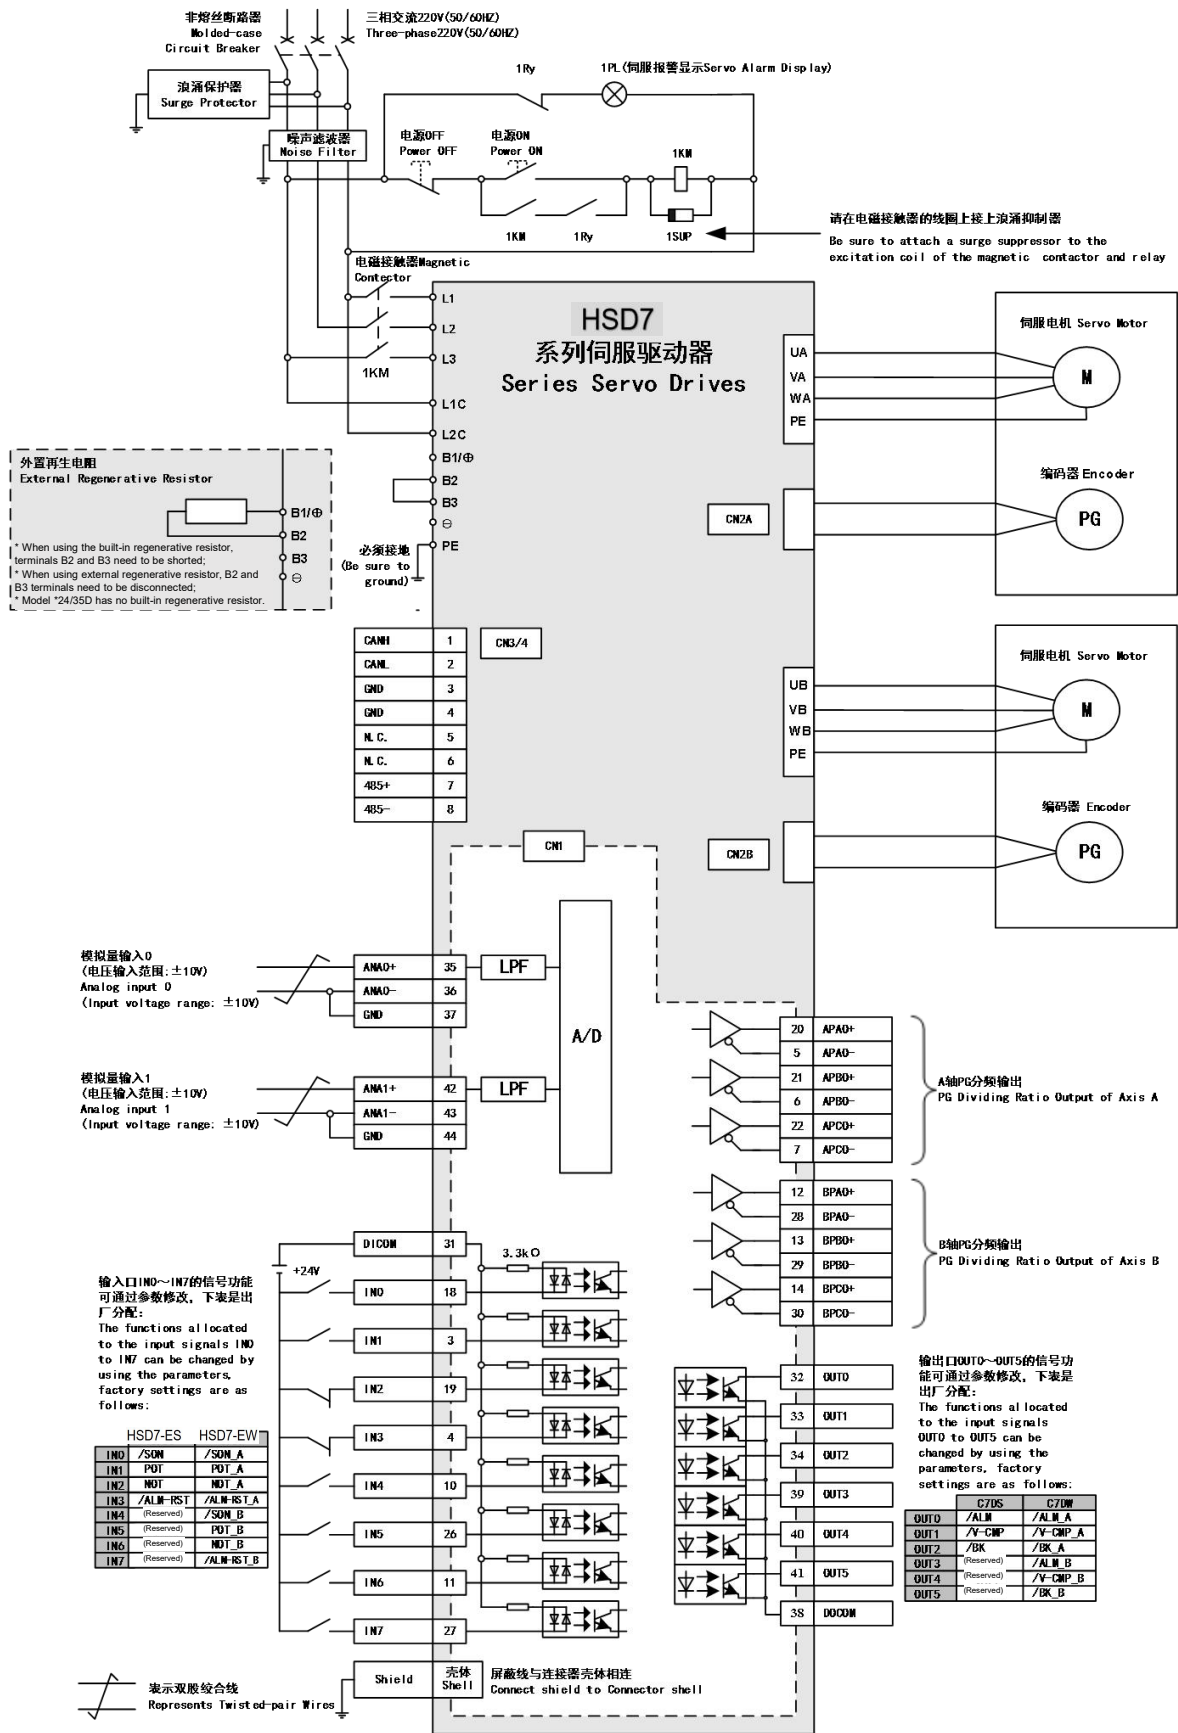 非熔丝断路器
Molded-case
Circuit Breaker
三相交流220V(50/60HZ)
Three-phase220V(50/60HZ)
浪涌保护器
Surge Protector
噪声滤波器
Noise Filter
1Ry
1PL(伺服报警显示Servo Alarm Display)
电源OFF
Power OFF
电源ON
Power ON
1KM
1KM
1Ry
1SUP
请在电磁接触器的线圈上接上浪涌抑制器
Be sure to attach a surge suppressor to the
excitation coil of the magnetic contactor and relay
电磁接触器Magnetic
Contector
1KM
L1
L2
L3
L1C
L2C
B1/⊕
B2
B3
⊖
PE
必须接地
(Be sure to
ground)
HSD7
系列伺服驱动器
Series Servo Drives
外置再生电阻
External Regenerative Resistor
B1/⊕
B2
B3
⊖
* When using the built-in regenerative resistor,
terminals B2 and B3 need to be shorted;
* When using external regenerative resistor, B2 and
B3 terminals need to be disconnected;
* Model *24/35D has no built-in regenerative resistor.
UA
VA
WA
PE
伺服电机 Servo Motor
M
编码器 Encoder
PG
CN2A
CANH 1
CANL 2
GND 3
GND 4
N.C. 5
N.C. 6
485+ 7
485- 8
CN3/4
UB
VB
WB
PE
伺服电机 Servo Motor
M
编码器 Encoder
PG
CN2B
CN1
模拟量输入0
(电压输入范围:±10V)
Analog input 0
(Input voltage range: ±10V)
ANA0+ 35
ANA0- 36
GND 37
LPF
A/D
模拟量输入1
(电压输入范围:±10V)
Analog input 1
(Input voltage range: ±10V)
ANA1+ 42
ANA1- 43
GND 44
LPF
20 APAO+
5 APAO-
21 APBO+
6 APBO-
22 APCO+
7 APCO-
A轴PG分频输出
PG Dividing Ratio Output of Axis A
12 BPAO+
28 BPAO-
13 BPBO+
29 BPBO-
14 BPCO+
30 BPCO-
B轴PG分频输出
PG Dividing Ratio Output of Axis B
DICOM 31
+24V
3.3kΩ
IN0 18
IN1 3
IN2 19
IN3 4
IN4 10
IN5 26
IN6 11
IN7 27
输入口IN0～IN7的信号功能
可通过参数修改，下表是出
厂分配：
The functions allocated
to the input signals IN0
to IN7 can be changed by
using the parameters,
factory settings are as
follows:
HSD7-ES HSD7-EW
IN0 /SON /SON_A
IN1 POT POT_A
IN2 NOT NOT_A
IN3 /ALM-RST /ALM-RST_A
IN4 (Reserved) /SON_B
IN5 (Reserved) POT_B
IN6 (Reserved) NOT_B
IN7 (Reserved) /ALM-RST_B
32 OUT0
33 OUT1
34 OUT2
39 OUT3
40 OUT4
41 OUT5
38 DOCOM
输出口OUT0～OUT5的信号功
能可通过参数修改，下表是
出厂分配：
The functions allocated
to the input signals
OUT0 to OUT5 can be
changed by using the
parameters, factory
settings are as follows:
C7DS C7DW
OUT0 /ALM /ALM_A
OUT1 /V-CMP /V-CMP_A
OUT2 /BK /BK_A
OUT3 (Reserved) /ALM_B
OUT4 (Reserved) /V-CMP_B
OUT5 (Reserved) /BK_B
Shield
壳体
Shell
屏蔽线与连接器壳体相连
Connect shield to Connector shell
表示双股绞合线
Represents Twisted-pair Wires